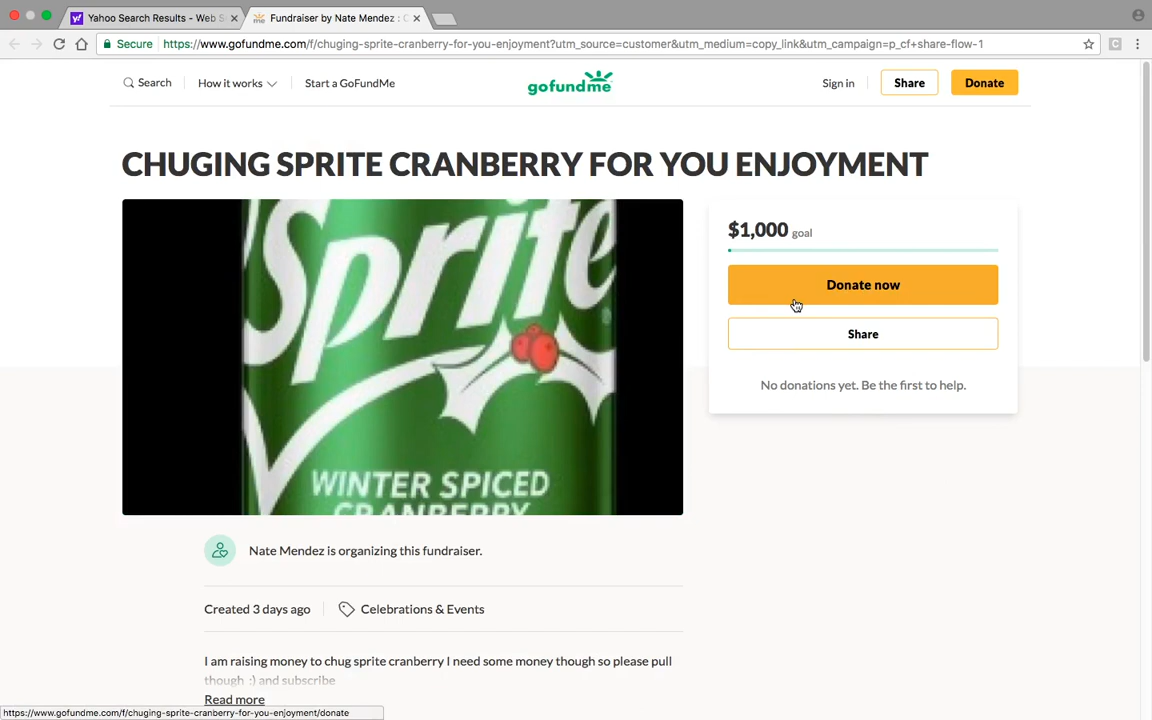 Yahoo Search Results - Web S
me Fundraiser by Nate Mendez : C
Secure https://www.gofundme.com/f/chuging-sprite-cranberry-for-you-enjoyment?utm_source=customer&utm_medium=copy_link&utm_campaign=p_cf+share-flow-1
C
Search How it works Start a GoFundMe gofundme Sign in Share Donate
CHUGING SPRITE CRANBERRY FOR YOU ENJOYMENT
Sprite
WINTER SPICED
CRANBERRY
$1,000 goal
Donate now
Share
No donations yet. Be the first to help.
Nate Mendez is organizing this fundraiser.
Created 3 days ago Celebrations & Events
I am raising money to chug sprite cranberry I need some money though so please pull
though :) and subscribe
Read more
https://www.gofundme.com/f/chuging-sprite-cranberry-for-you-enjoyment/donate